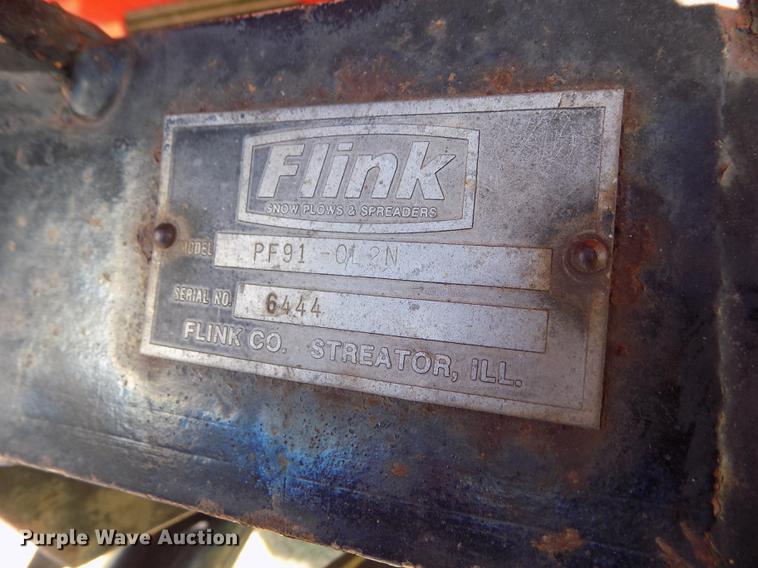 Flink
SNOW PLOWS & SPREADERS
MODEL PF91-OL2N
SERIAL NO. 6444
FLINK CO. STREATOR, ILL.
Purple Wave Auction